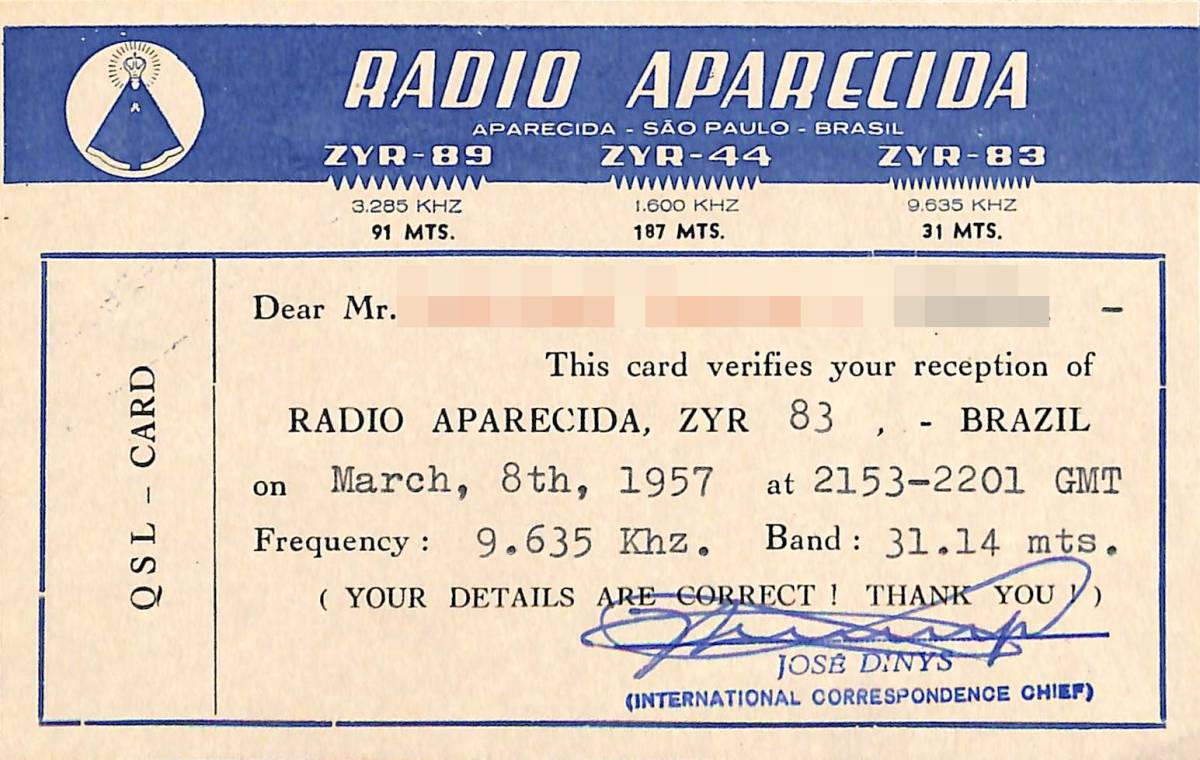 RADIO APARECIDA
APARECIDA - SÃO PAULO - BRASIL
ZYR-89 ZYR-44 ZYR-83
3.285 KHZ 1.600 KHZ 9.635 KHZ
91 MTS. 187 MTS. 31 MTS.
QSL - CARD
Dear Mr. -
This card verifies your reception of
RADIO APARECIDA, ZYR 83 , - BRAZIL
on March, 8th, 1957 at 2153-2201 GMT
Frequency : 9.635 Khz. Band : 31.14 mts.
( YOUR DETAILS ARE CORRECT ! THANK YOU ! )
JOSÉ DINYS
(INTERNATIONAL CORRESPONDENCE CHIEF)